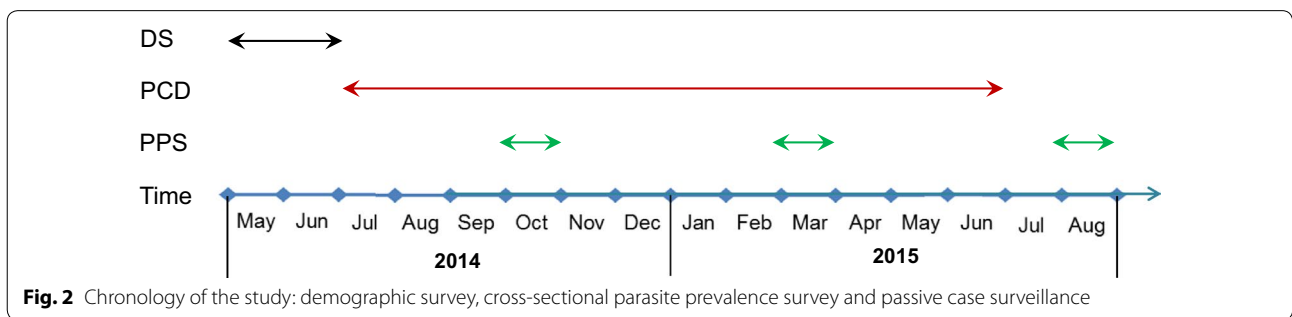 DS
PCD
PPS
Time
May Jun Jul Aug Sep Oct Nov Dec Jan Feb Mar Apr May Jun Jul Aug
2014 2015
Fig. 2 Chronology of the study: demographic survey, cross-sectional parasite prevalence survey and passive case surveillance